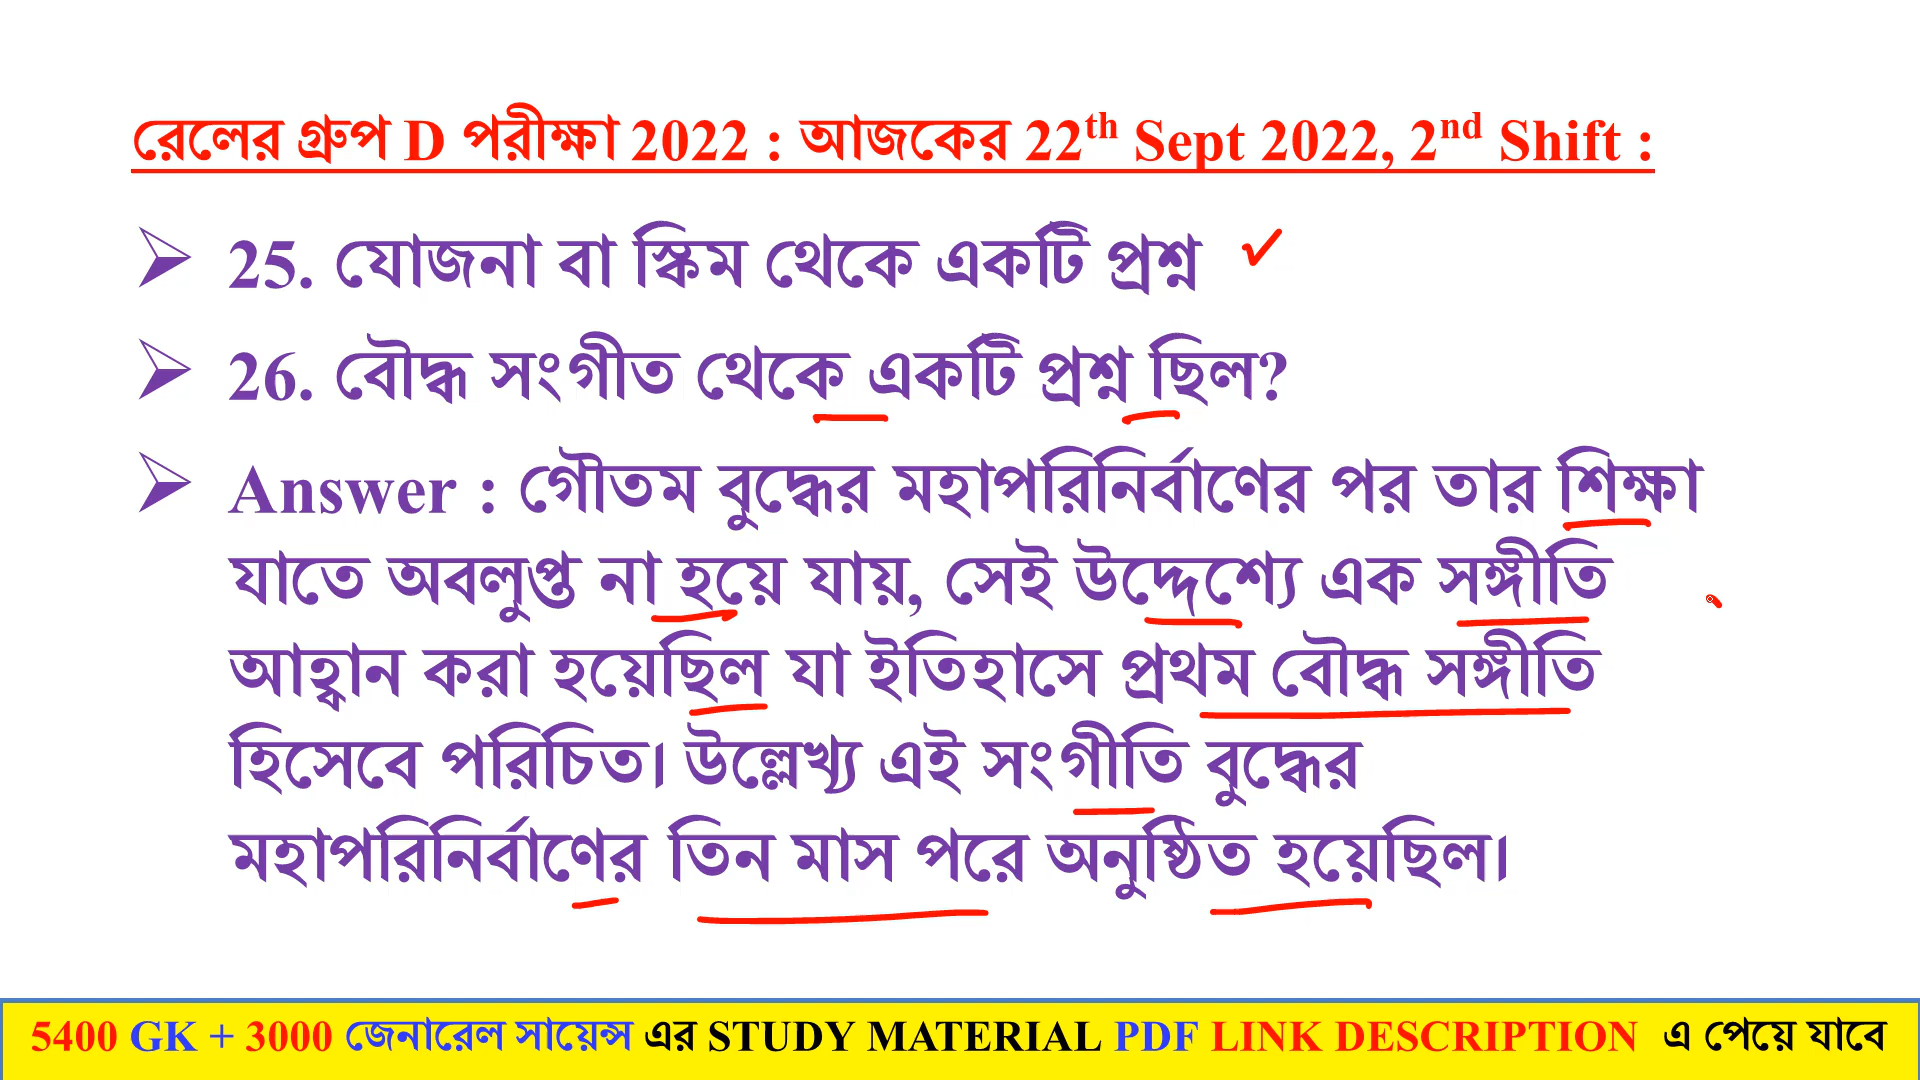 রেলের গ্রুপ D পরীক্ষা 2022 : আজকের 22th Sept 2022, 2nd Shift :
➢ 25. যোজনা বা স্কিম থেকে একটি প্রশ্ন ✓
➢ 26. বৌদ্ধ সংগীত থেকে একটি প্রশ্ন ছিল?
➢ Answer : গৌতম বুদ্ধের মহাপরিনির্বাণের পর তার শিক্ষা
যাতে অবলুপ্ত না হয়ে যায়, সেই উদ্দেশ্যে এক সঙ্গীতি
আহ্বান করা হয়েছিল যা ইতিহাসে প্রথম বৌদ্ধ সঙ্গীতি
হিসেবে পরিচিত। উল্লেখ্য এই সংগীতি বুদ্ধের
মহাপরিনির্বাণের তিন মাস পরে অনুষ্ঠিত হয়েছিল।
5400 GK + 3000 জেনারেল সায়েন্স এর STUDY MATERIAL PDF LINK DESCRIPTION এ পেয়ে যাবে